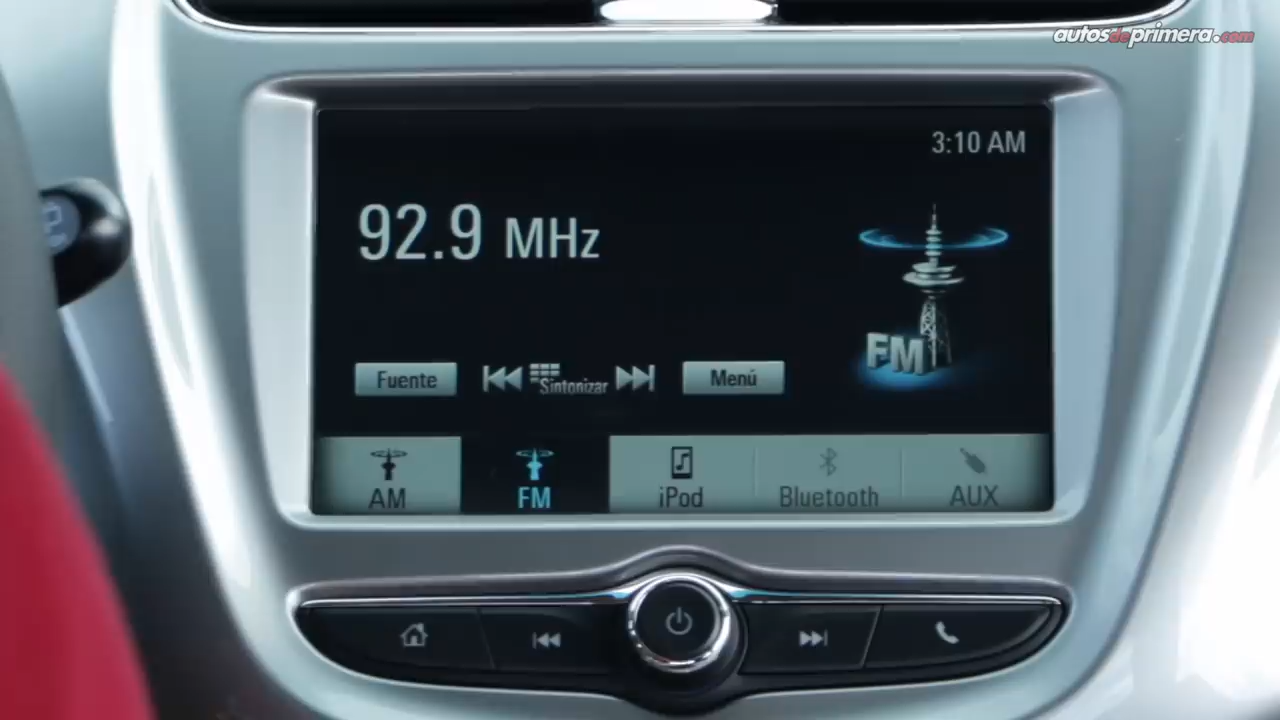 autosdeprimera.com
3:10 AM
92.9 MHz
FM
Fuente Sintonizar Menú
AM FM iPod Bluetooth AUX